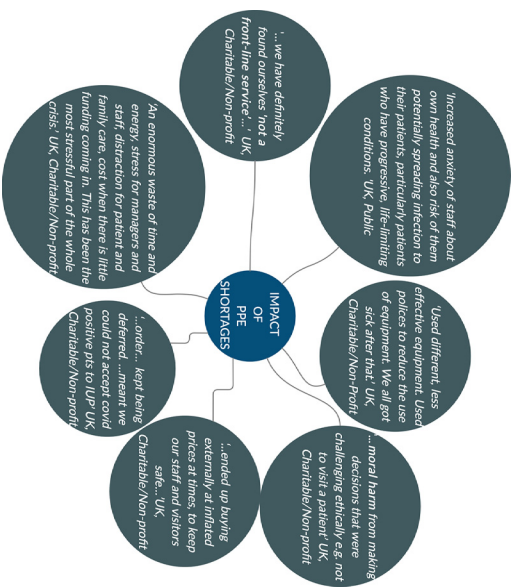 IMPACT
OF
PPE
SHORTAGES
'Increased anxiety of staff about
own health and also risk of them
potentially spreading infection to
their patients, particularly patients
who have progressive, life-limiting
conditions. 'UK, Public
'Used different, less
effective equipment. Used
polices to reduce the use
of equipment. We all got
sick after that.' UK,
Charitable/Non-Profit
'... moral harm from making
decisions that were
challenging ethically e.g. not
to visit a patient' UK,
Charitable/Non-profit
'...ended up buying
externally at inflated
prices at times, to keep
our staff and visitors
safe...'UK,
Charitable/Non-profit
'...order... kept being
deferred. ...meant we
could not accept covid
positive pts to IUP' UK,
Charitable/Non-profit
'An enormous waste of time and
energy, stress for managers and
staff, distraction for patient and
family care, cost when there is little
funding coming in. This has been the
most stressful part of the whole
crisis.' UK, Charitable/Non-profit
'...we have definitely
found ourselves 'not a
front-line service'...' UK,
Charitable/Non-profit